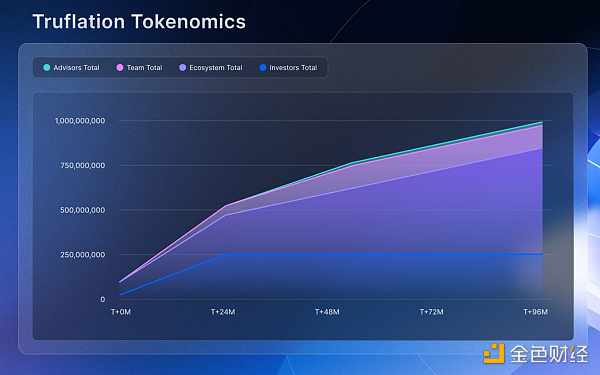 Truflation Tokenomics
Advisors Total Team Total Ecosystem Total Investors Total
1,000,000,000
750,000,000
500,000,000
250,000,000
0
T+0M T+24M T+48M T+72M T+96M
金色财经